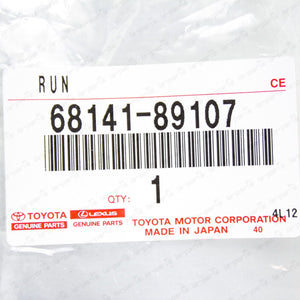 RUN
CE
68141-89107
QTY: 1
TOYOTA GENUINE PARTS
LEXUS GENUINE PARTS
TOYOTA MOTOR CORPORATION
MADE IN JAPAN 40
4L12